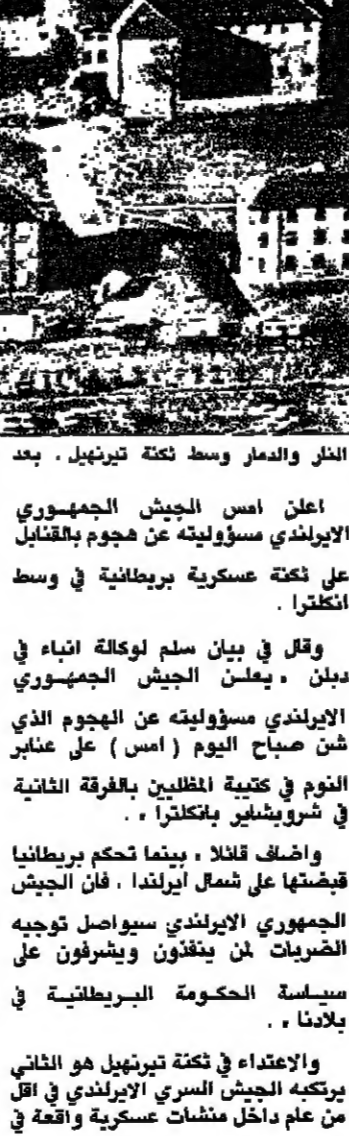 النار والدمار وسط ثكنة تيرنهيل ، بعد
اعلن امس الجيش الجمهوري
الايرلندي مسؤوليته عن هجوم بالقنابل
على ثكنة عسكرية بريطانية في وسط
انكلترا .
وقال في بيان سلم لوكالة انباء في
دبلن « يعلن الجيش الجمهوري
الايرلندي مسؤوليته عن الهجوم الذي
شن صباح اليوم ( امس ) على عنابر
النوم في كتيبة المظليين بالفرقة الثانية
في شروبشاير بانكلترا » .
واضاف قائلا « بينما تحكم بريطانيا
قبضتها على شمال ايرلندا ، فان الجيش
الجمهوري الايرلندي سيواصل توجيه
الضربات لمن ينفذون ويشرفون على
سياسة الحكومة البريطانية في
بلادنا » .
والاعتداء في ثكنة تيرنهيل هو الثاني
يرتكبه الجيش السري الايرلندي في اقل
من عام داخل منشات عسكرية واقعة في